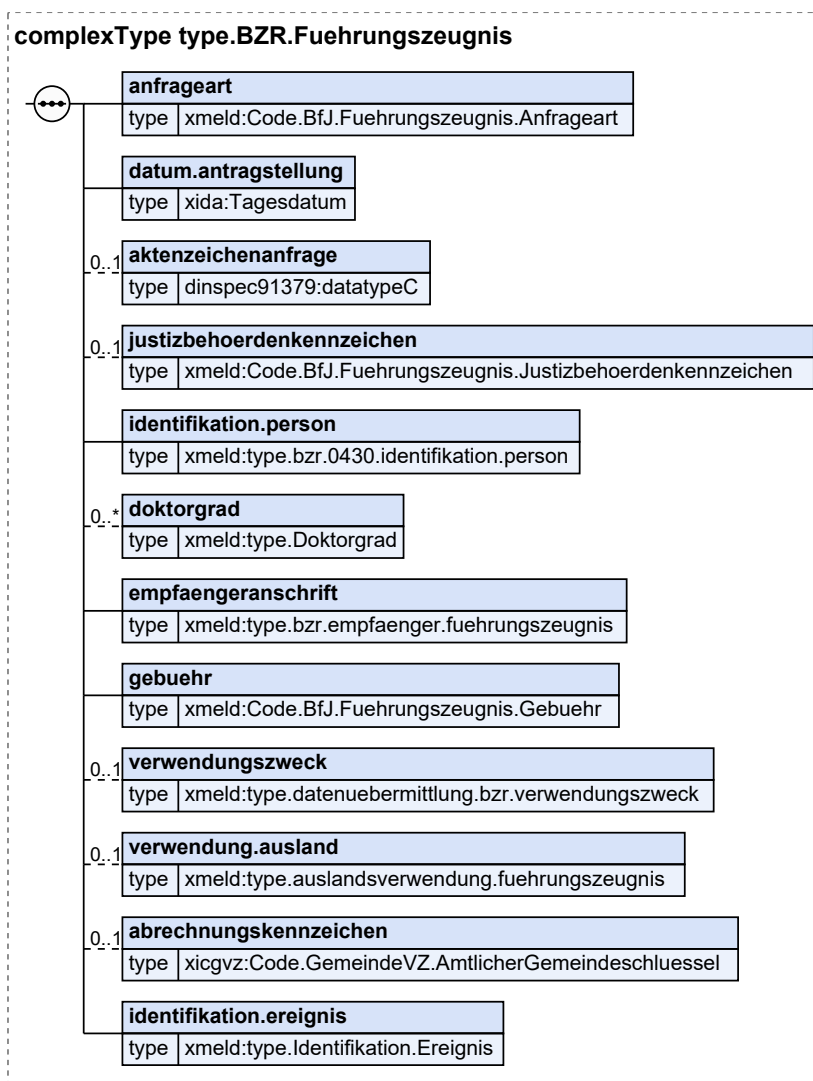 complexType type.BZR.Fuehrungszeugnis
anfrageart
type xmeld:Code.BfJ.Fuehrungszeugnis.Anfrageart
datum.antragstellung
type xida:Tagesdatum
0..1 aktenzeichenanfrage
type dinspec91379:datatypeC
0..1 justizbehoerdenkennzeichen
type xmeld:Code.BfJ.Fuehrungszeugnis.Justizbehoerdenkennzeichen
identifikation.person
type xmeld:type.bzr.0430.identifikation.person
0..* doktorgrad
type xmeld:type.Doktorgrad
empfaengeranschrift
type xmeld:type.bzr.empfaenger.fuehrungszeugnis
gebuehr
type xmeld:Code.BfJ.Fuehrungszeugnis.Gebuehr
0..1 verwendungszweck
type xmeld:type.datenuebermittlung.bzr.verwendungszweck
0..1 verwendung.ausland
type xmeld:type.auslandsverwendung.fuehrungszeugnis
0..1 abrechnungskennzeichen
type xicgvz:Code.GemeindeVZ.AmtlicherGemeindeschluessel
identifikation.ereignis
type xmeld:type.Identifikation.Ereignis